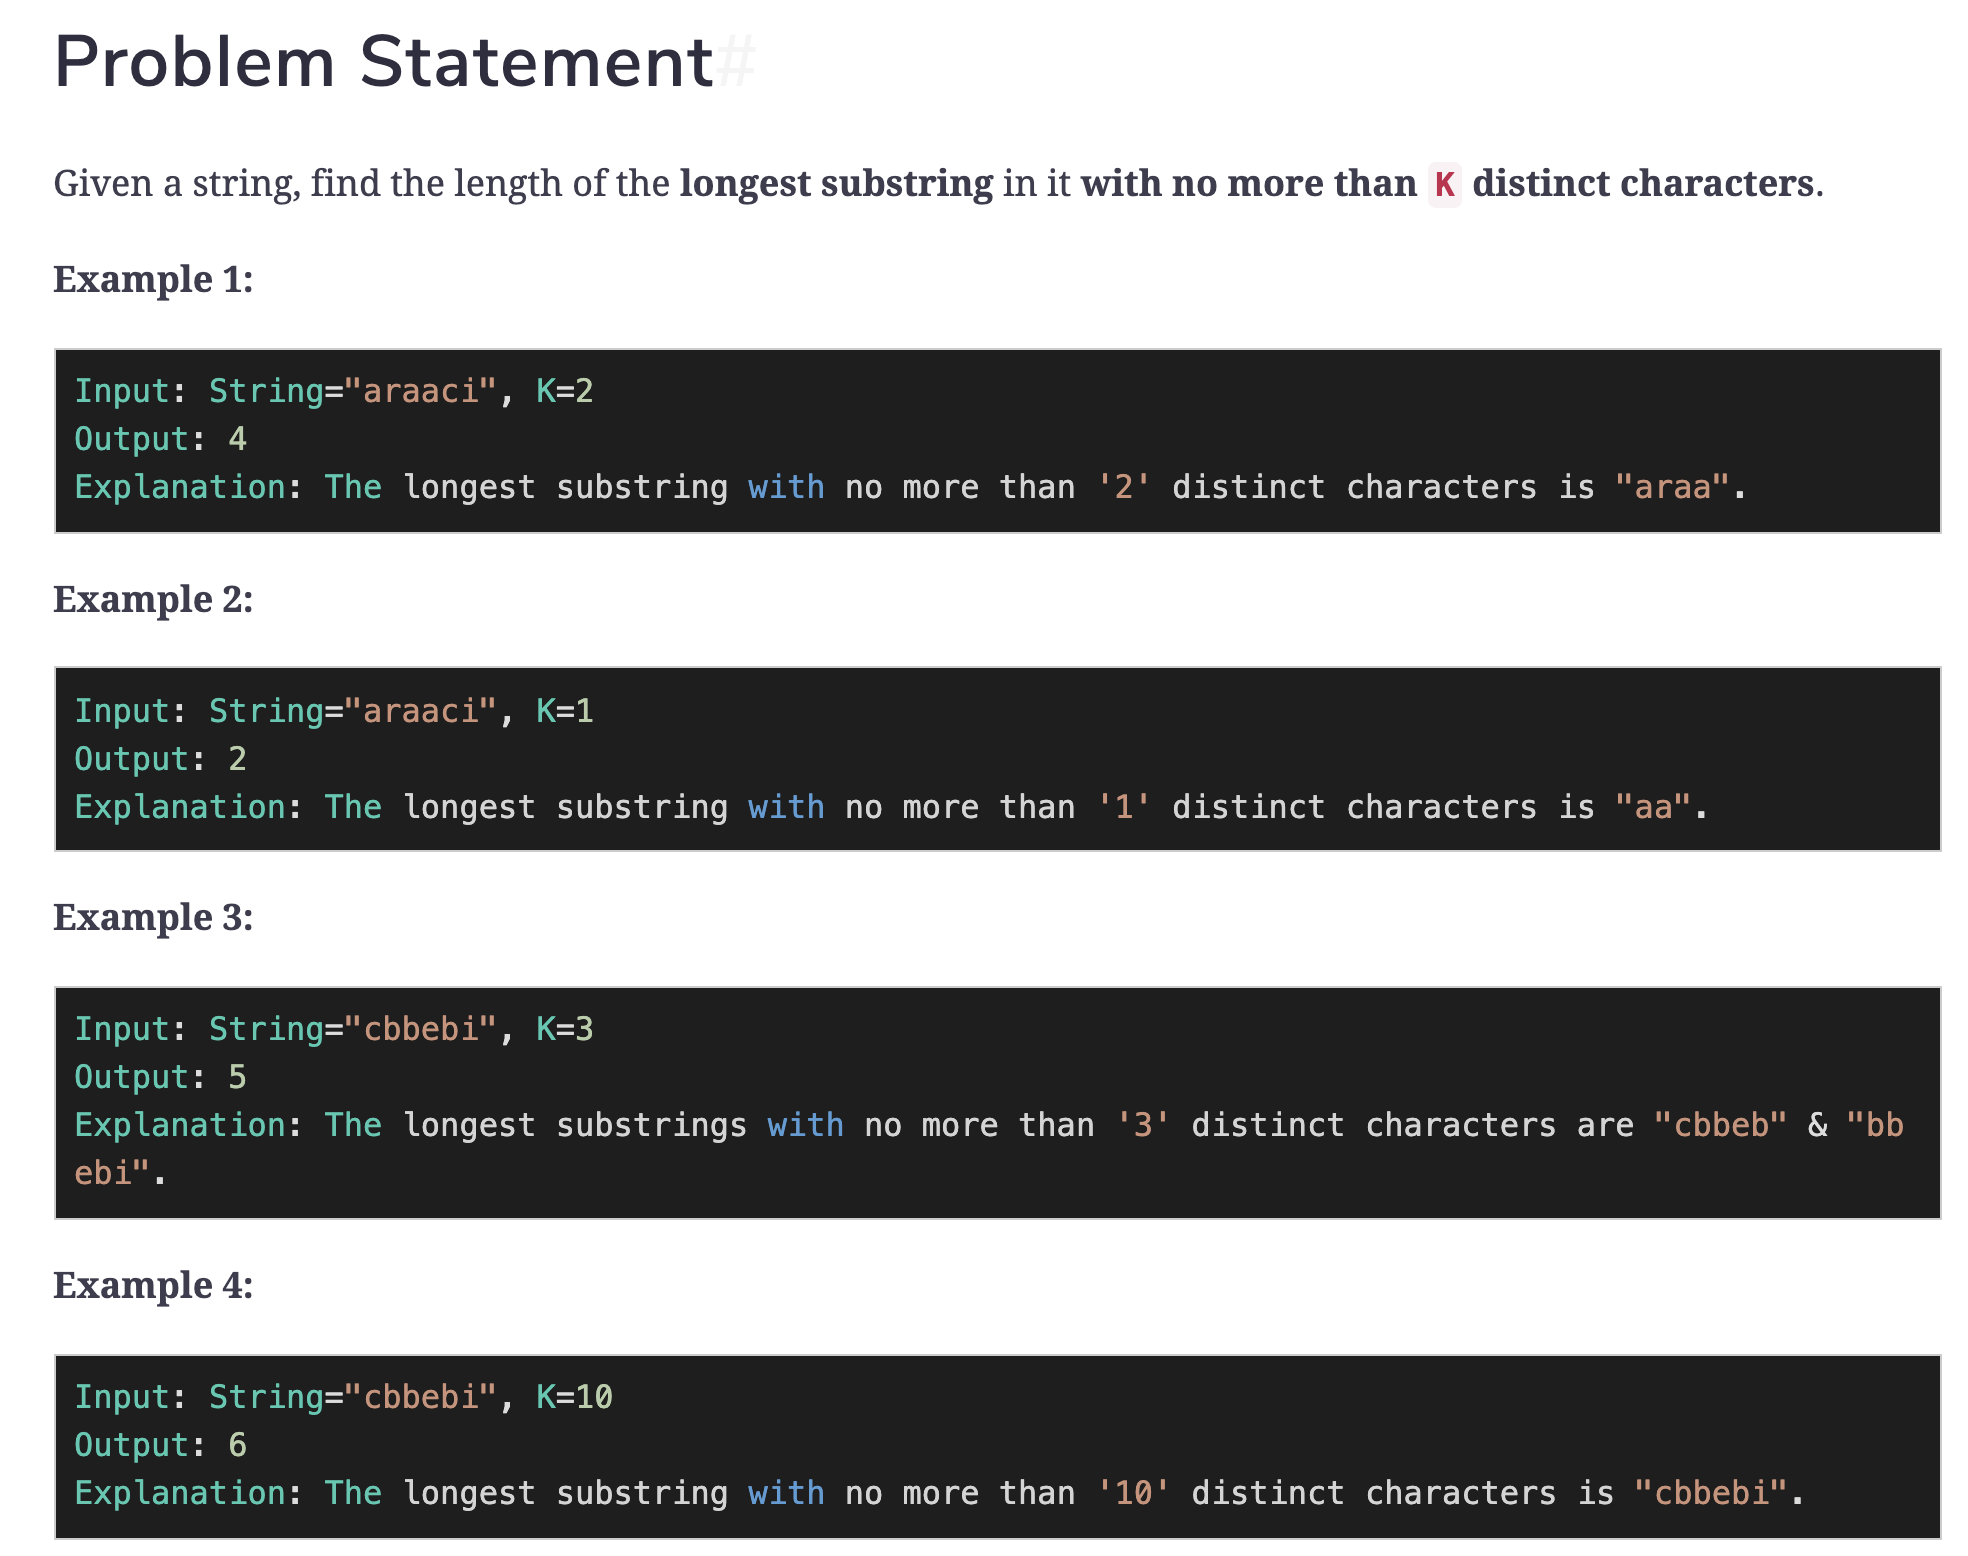 Problem Statement#
Given a string, find the length of the longest substring in it with no more than K distinct characters.
Example 1:
Input: String="araaci", K=2
Output: 4
Explanation: The longest substring with no more than '2' distinct characters is "araa".
Example 2:
Input: String="araaci", K=1
Output: 2
Explanation: The longest substring with no more than '1' distinct characters is "aa".
Example 3:
Input: String="cbbebi", K=3
Output: 5
Explanation: The longest substrings with no more than '3' distinct characters are "cbbeb" & "bb
ebi".
Example 4:
Input: String="cbbebi", K=10
Output: 6
Explanation: The longest substring with no more than '10' distinct characters is "cbbebi".